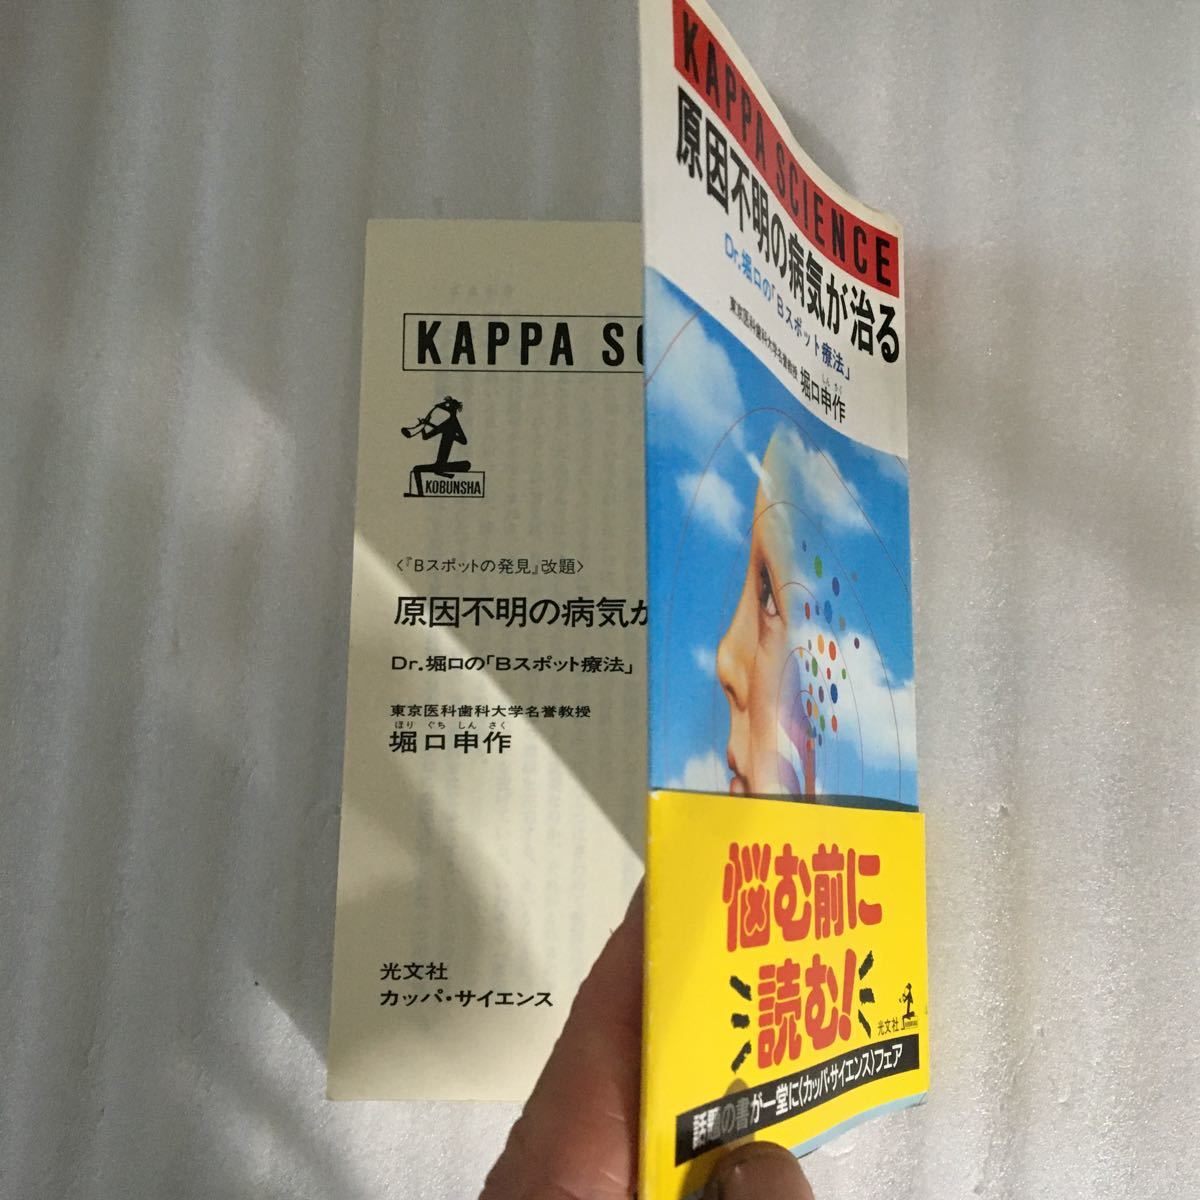 KAPPA SC
KOBUNSHA
〈『Bスポットの発見』改題〉
原因不明の病気か
Dr.堀口の「Bスポット療法」
東京医科歯科大学名誉教授
ほり ぐち しん さく
堀口申作
光文社
カッパ・サイエンス
KAPPA SCIENCE
原因不明の病気が治る
Dr.堀口の「Bスポット療法」
東京医科歯科大学名誉教授
しん さく
堀口申作
悩む前に
読む!
光文社
KOBUNSHA
話題の書が一堂に〈カッパ・サイエンス〉フェア